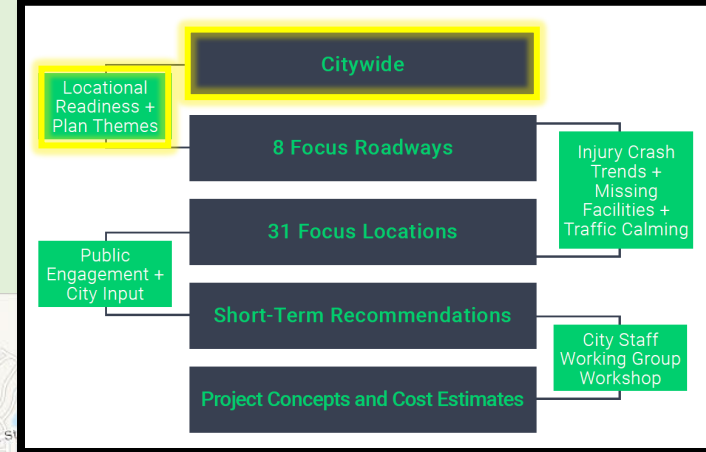 Citywide
Locational
Readiness +
Plan Themes
8 Focus Roadways
Injury Crash
Trends +
Missing
Facilities +
Traffic Calming
31 Focus Locations
Public
Engagement +
City Input
Short-Term Recommendations
City Staff
Working Group
Workshop
Project Concepts and Cost Estimates